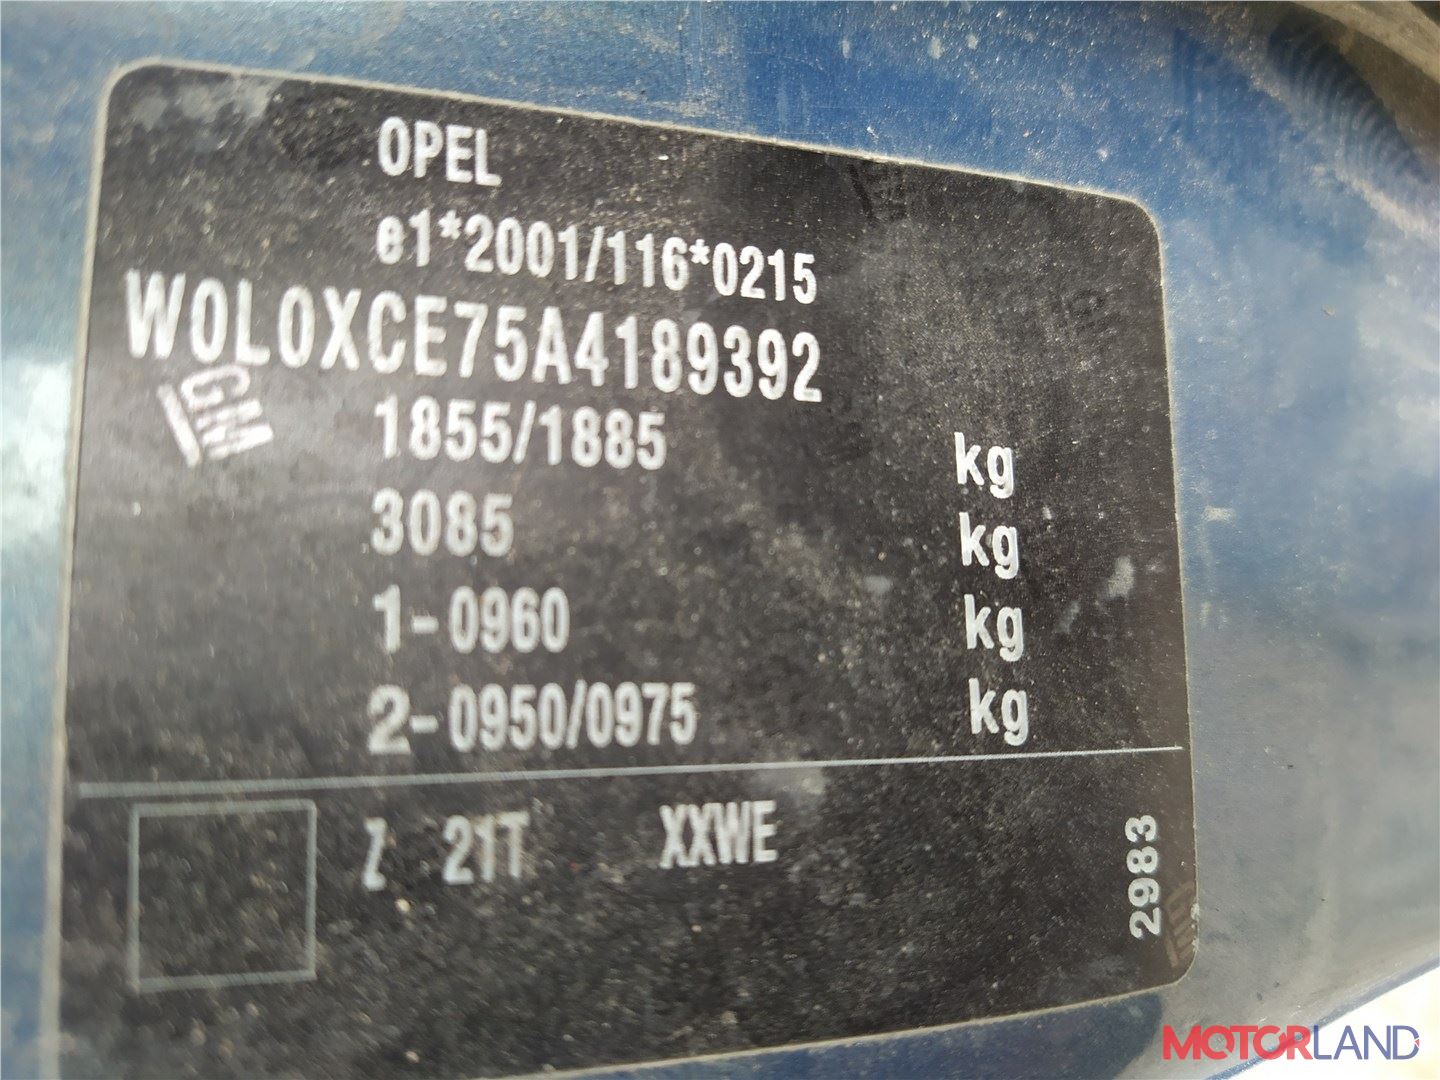 OPEL
e1*2001/116*0215
W0L0XCE75A4189392
GM
1855/1885 kg
3085 kg
1-0960 kg
2-0950/0975 kg
Z 21T XXWE
2983
MOTORLAND